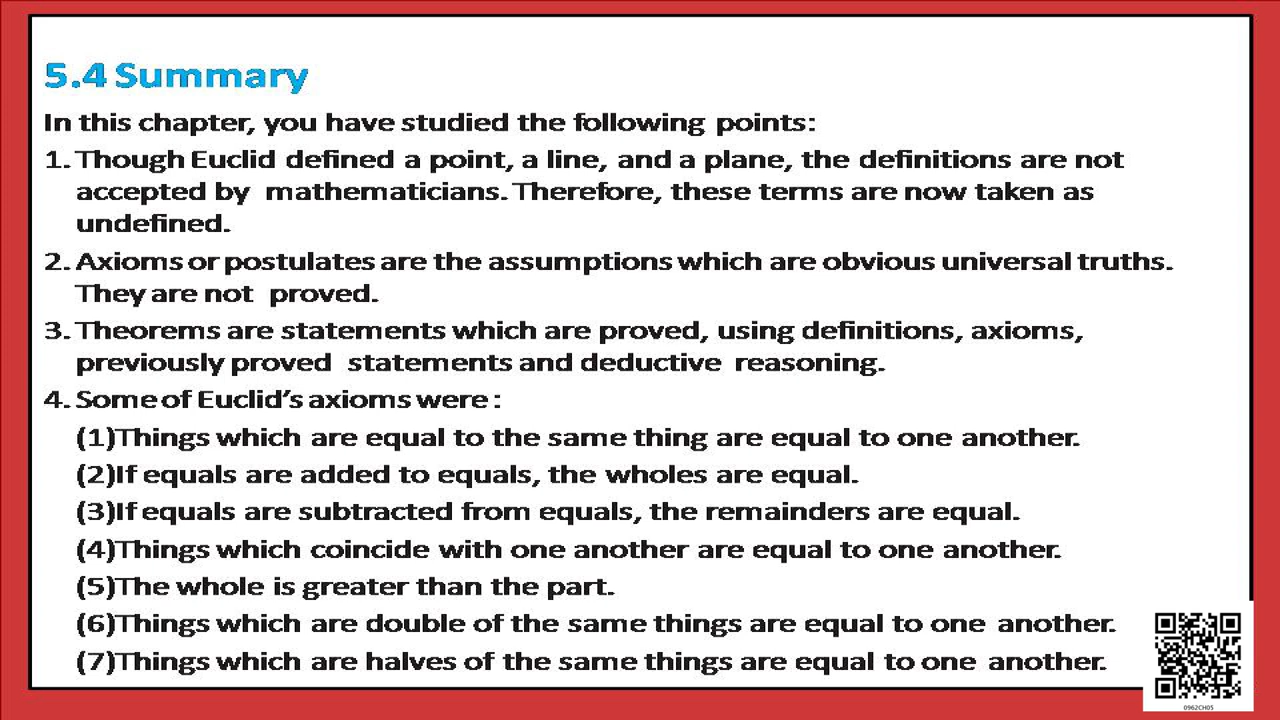 5.4 Summary
In this chapter, you have studied the following points:
1. Though Euclid defined a point, a line, and a plane, the definitions are not
accepted by mathematicians. Therefore, these terms are now taken as
undefined.
2. Axioms or postulates are the assumptions which are obvious universal truths.
They are not proved.
3. Theorems are statements which are proved, using definitions, axioms,
previously proved statements and deductive reasoning.
4. Some of Euclid’s axioms were :
(1)Things which are equal to the same thing are equal to one another.
(2)If equals are added to equals, the wholes are equal.
(3)If equals are subtracted from equals, the remainders are equal.
(4)Things which coincide with one another are equal to one another.
(5)The whole is greater than the part.
(6)Things which are double of the same things are equal to one another.
(7)Things which are halves of the same things are equal to one another.
0962CH05